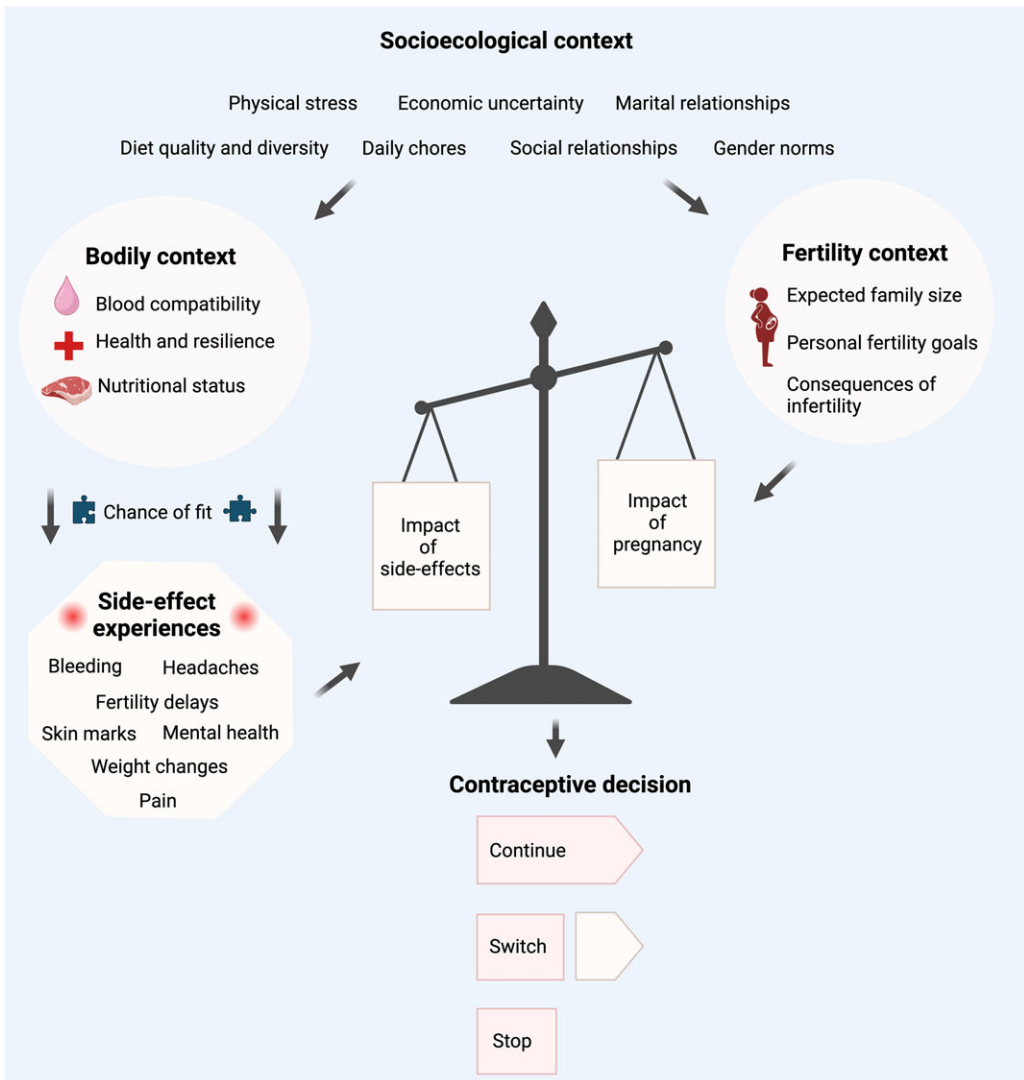 Socioecological context
Physical stress Economic uncertainty Marital relationships
Diet quality and diversity Daily chores Social relationships Gender norms
Bodily context
Blood compatibility
Health and resilience
Nutritional status
Fertility context
Expected family size
Personal fertility goals
Consequences of
infertility
Chance of fit
Side-effect
experiences
Bleeding Headaches
Fertility delays
Skin marks Mental health
Weight changes
Pain
Impact
of
side-effects
Impact
of
pregnancy
Contraceptive decision
Continue
Switch
Stop